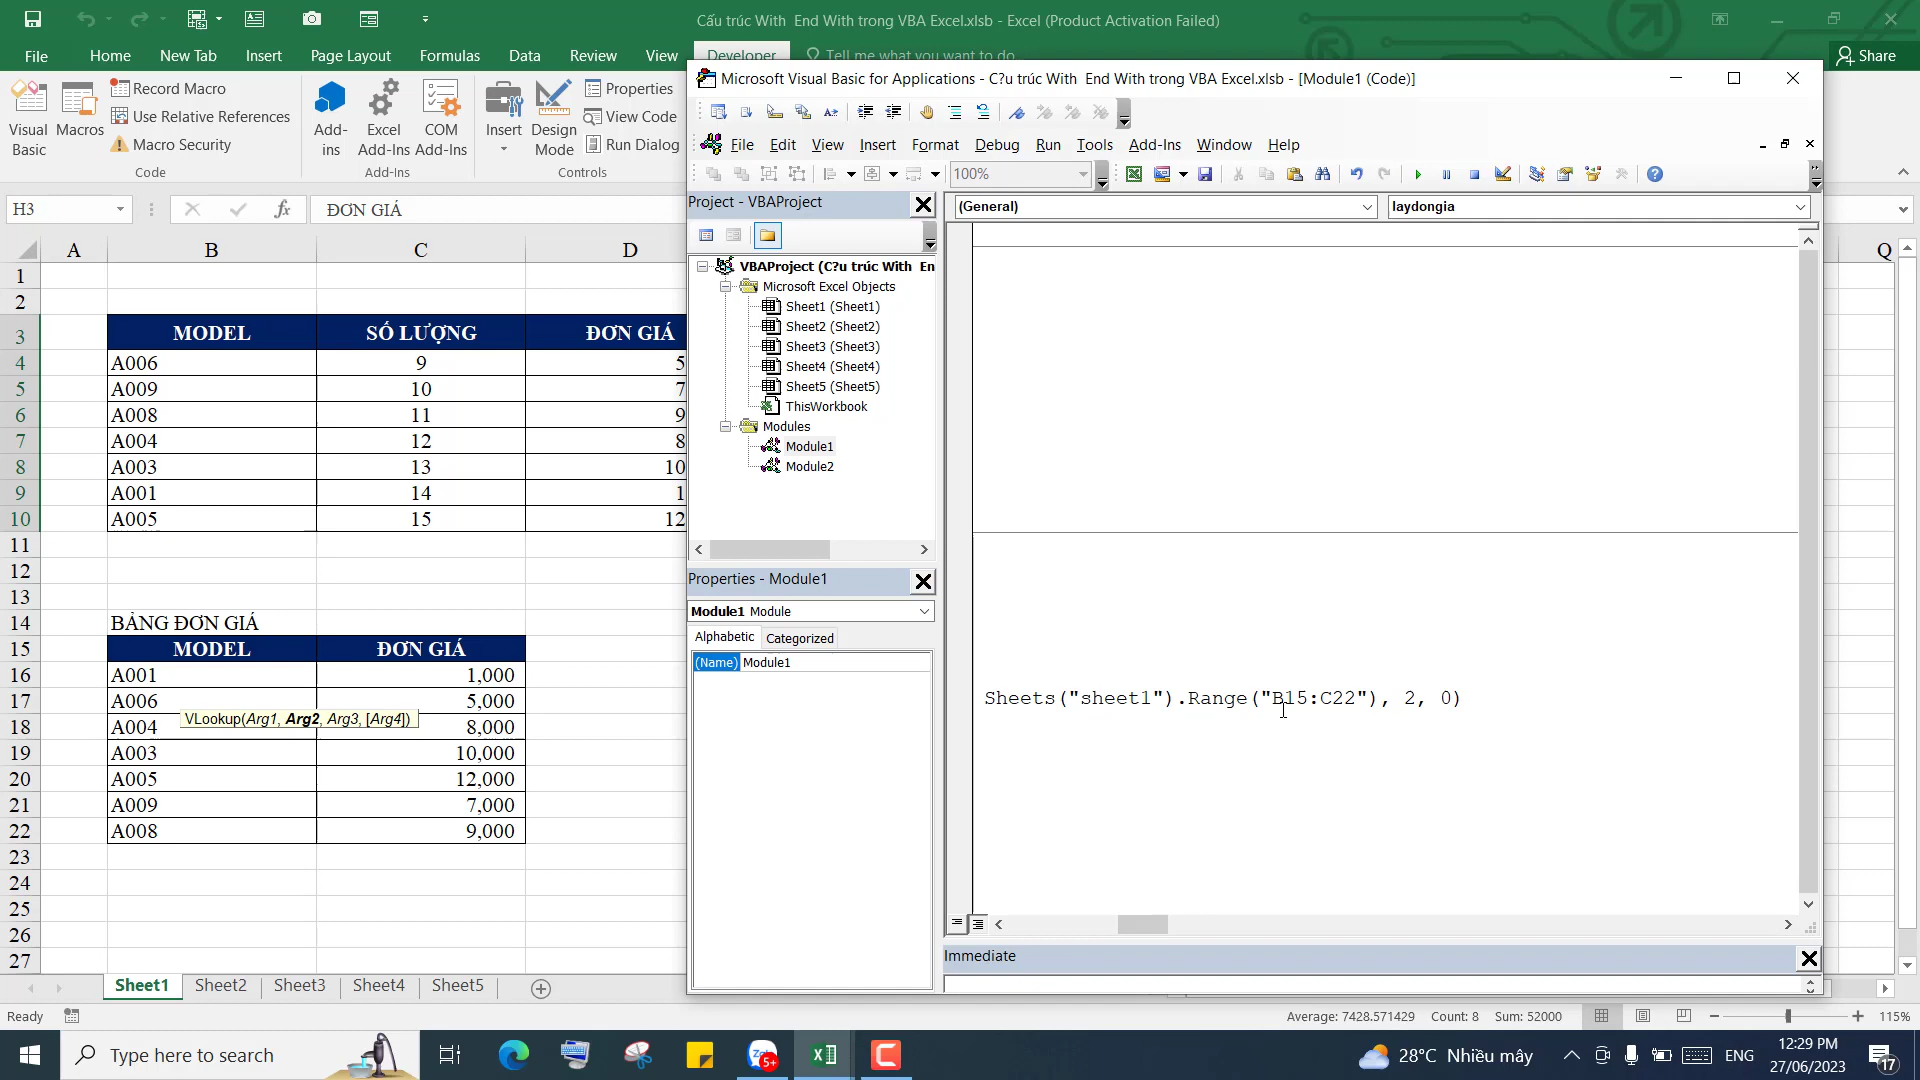 Cấu trúc With  End With trong VBA Excel.xlsb - Excel (Product Activation Failed)
File Home New Tab Insert Page Layout Formulas Data Review View Developer Tell me what you want to do Share
Visual Basic
Macros
Record Macro
Use Relative References
Macro Security
Code
Add-ins
Excel Add-Ins
COM Add-Ins
Add-Ins
Insert
Design Mode
Properties
View Code
Run Dialog
Controls
H3 fx ĐƠN GIÁ
A B C D Q
1
2
3 MODEL SỐ LƯỢNG ĐƠN GIÁ
4 A006 9 5
5 A009 10 7
6 A008 11 9
7 A004 12 8
8 A003 13 10
9 A001 14 1
10 A005 15 12
11
12
13
14 BẢNG ĐƠN GIÁ
15 MODEL ĐƠN GIÁ
16 A001 1,000
17 A006 5,000
VLookup(Arg1, Arg2, Arg3, [Arg4])
18 A004 8,000
19 A003 10,000
20 A005 12,000
21 A009 7,000
22 A008 9,000
23
24
25
26
27
Sheet1 Sheet2 Sheet3 Sheet4 Sheet5
Ready
Average: 7428.571429 Count: 8 Sum: 52000 115%
Microsoft Visual Basic for Applications - C?u trúc With  End With trong VBA Excel.xlsb - [Module1 (Code)]
File Edit View Insert Format Debug Run Tools Add-Ins Window Help
100%
Project - VBAProject
VBAProject (C?u trúc With  En
Microsoft Excel Objects
Sheet1 (Sheet1)
Sheet2 (Sheet2)
Sheet3 (Sheet3)
Sheet4 (Sheet4)
Sheet5 (Sheet5)
ThisWorkbook
Modules
Module1
Module2
Properties - Module1
Module1 Module
Alphabetic Categorized
(Name) Module1
(General) laydongia
Sheets("sheet1").Range("B15:C22"), 2, 0)
Immediate
Type here to search
Zalo
5+
28°C Nhiều mây
ENG
12:29 PM
27/06/2023
17